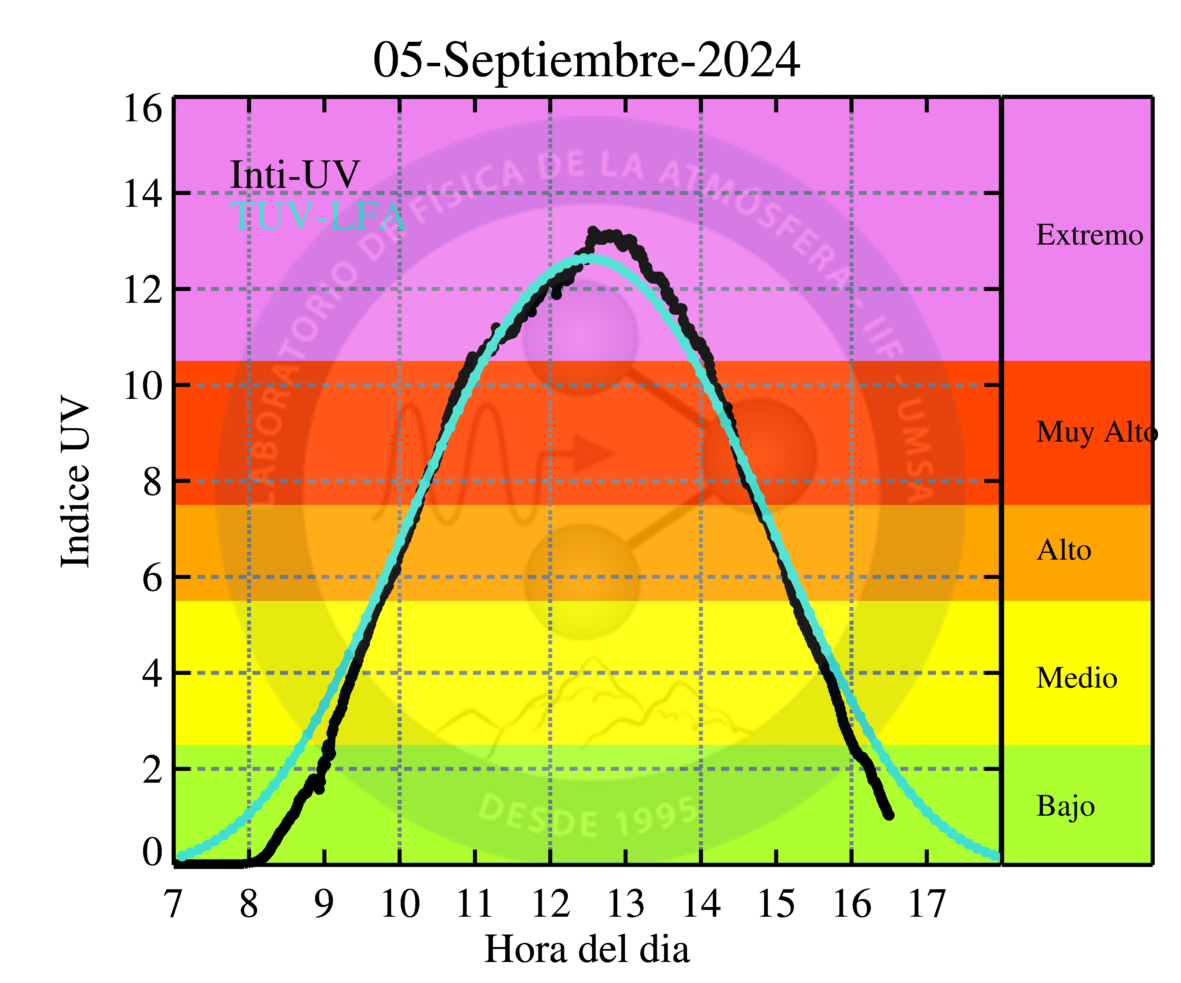 05-Septiembre-2024
Inti-UV
TUV-LFA
LABORATORIO DE FÍSICA DE LA ATMÓSFERA - IIF - UMSA
DESDE 1995
Indice UV
16
14
12
10
8
6
4
2
0
7 8 9 10 11 12 13 14 15 16 17
Hora del dia
Extremo
Muy Alto
Alto
Medio
Bajo